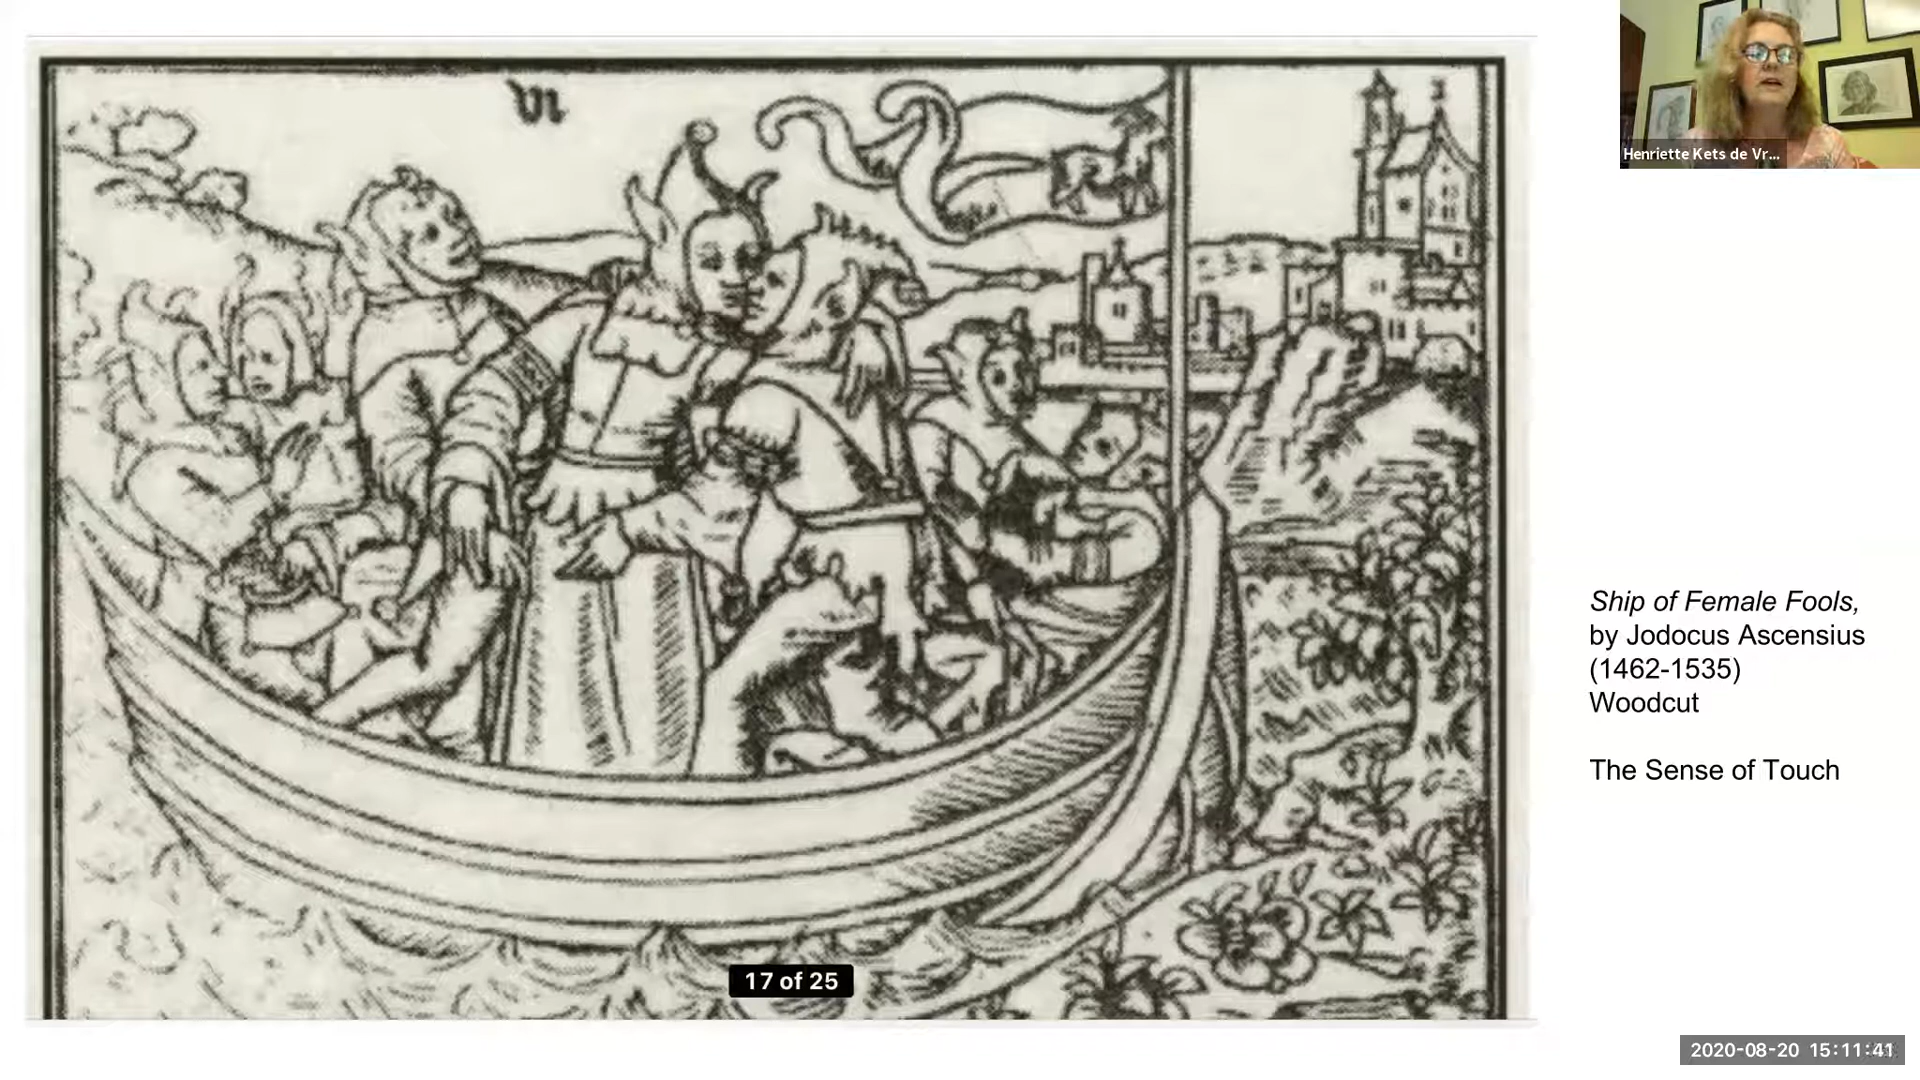 VI
Henriette Kets de Vr...
Ship of Female Fools,
by Jodocus Ascensius
(1462-1535)
Woodcut
The Sense of Touch
17 of 25
2020-08-20 15:11:41